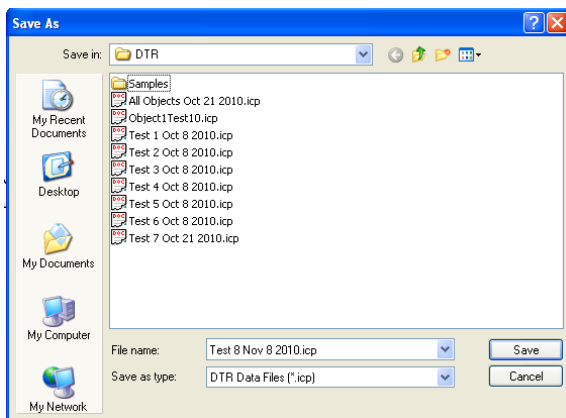 Save As
Save in: DTR
My Recent
Documents
Desktop
My Documents
My Computer
My Network
Samples
All Objects Oct 21 2010.icp
Object1Test10.icp
Test 1 Oct 8 2010.icp
Test 2 Oct 8 2010.icp
Test 3 Oct 8 2010.icp
Test 4 Oct 8 2010.icp
Test 5 Oct 8 2010.icp
Test 6 Oct 8 2010.icp
Test 7 Oct 21 2010.icp
File name: Test 8 Nov 8 2010.icp
Save
Save as type: DTR Data Files (*.icp)
Cancel